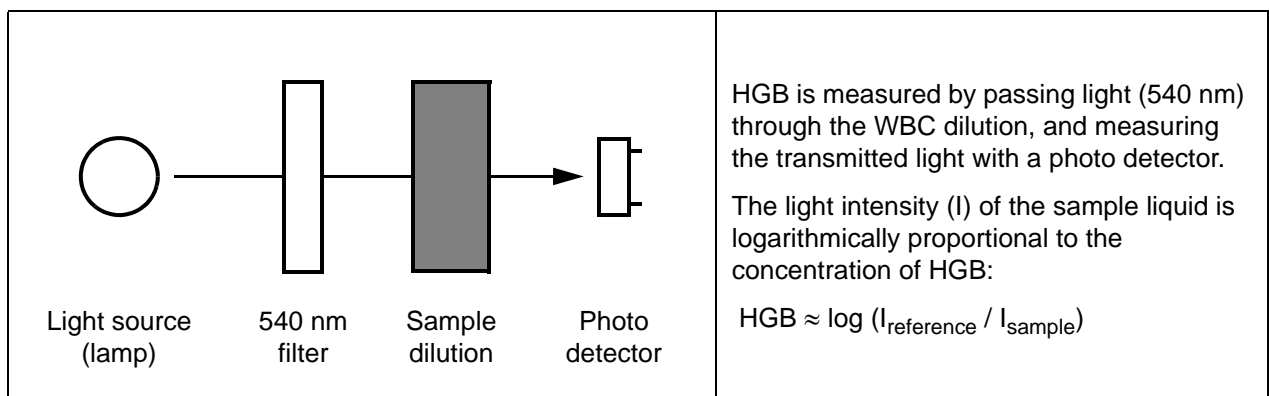 Light source
(lamp)
540 nm
filter
Sample
dilution
Photo
detector
HGB is measured by passing light (540 nm)
through the WBC dilution, and measuring
the transmitted light with a photo detector.
The light intensity (I) of the sample liquid is
logarithmically proportional to the
concentration of HGB:
HGB ≈ log (Ireference / Isample)